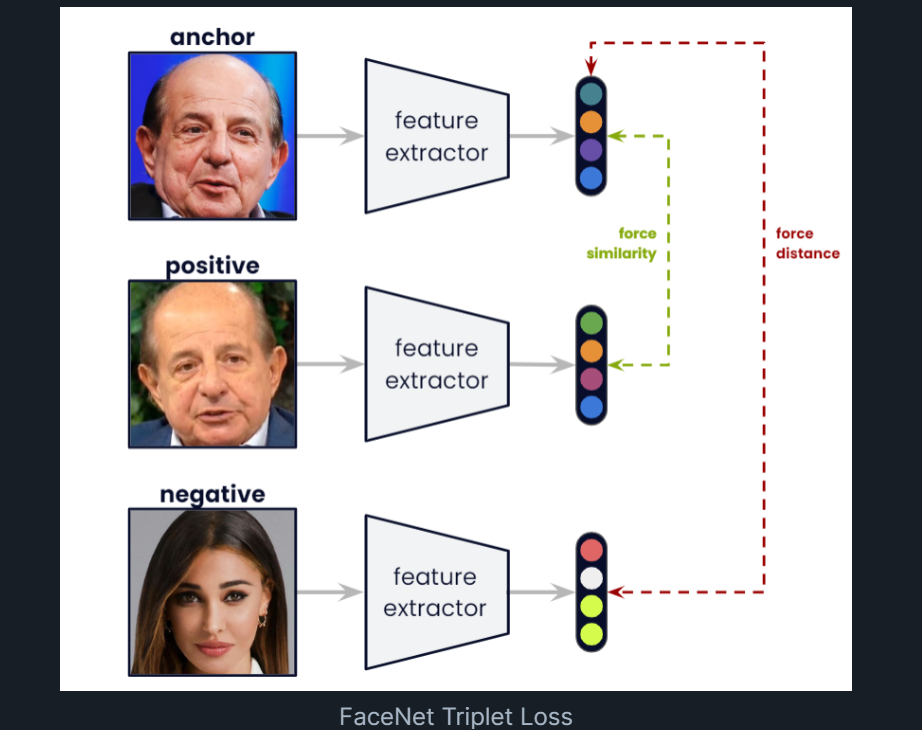 anchor
feature
extractor
force
similarity
force
distance
positive
feature
extractor
negative
feature
extractor
FaceNet Triplet Loss